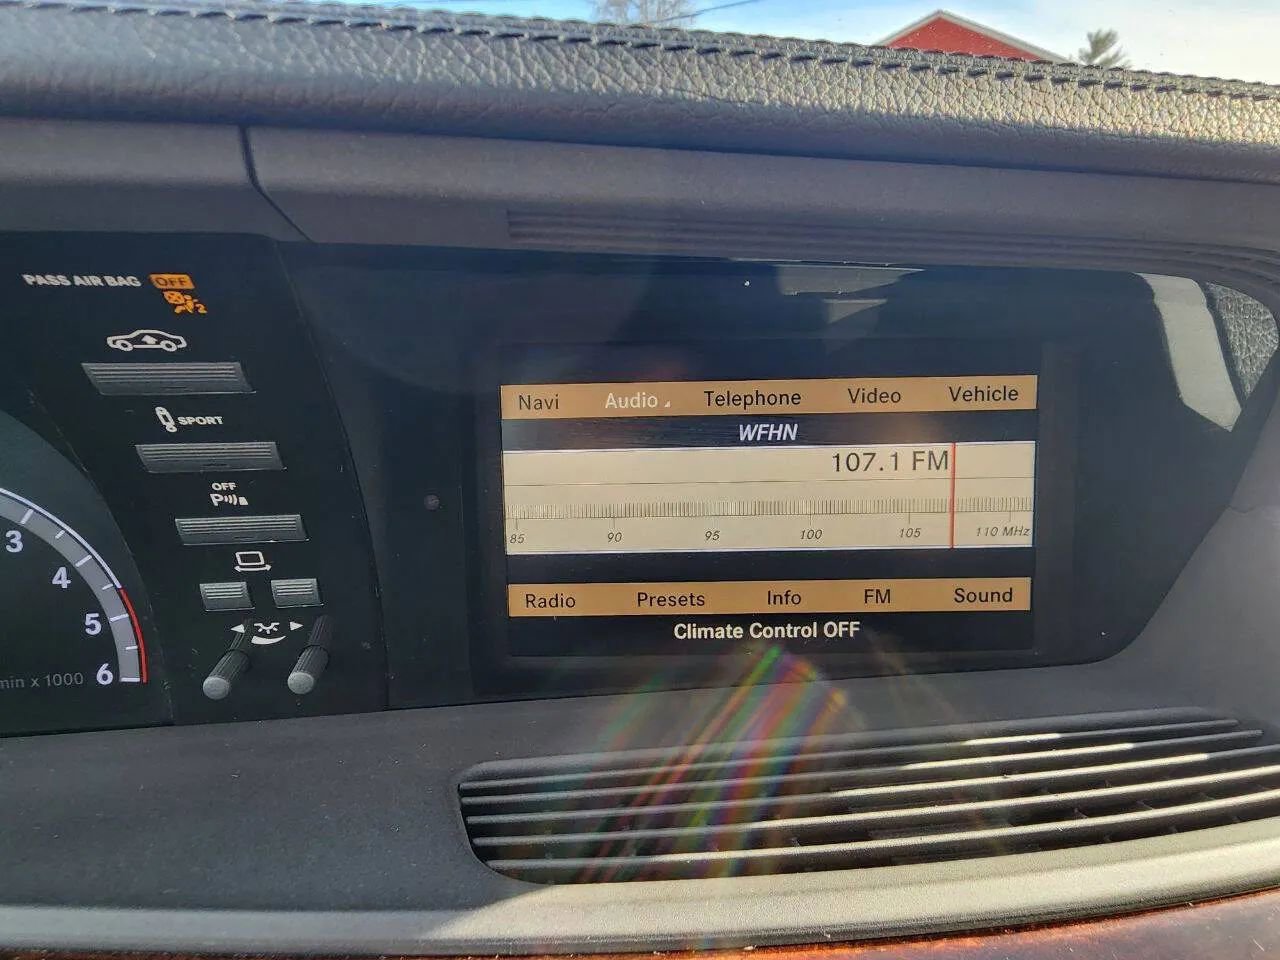 PASS AIR BAG OFF
2
SPORT
OFF
P
3
4
5
6
min x 1000
Navi Audio Telephone Video Vehicle
WFHN
107.1 FM
85 90 95 100 105 110 MHz
Radio Presets Info FM Sound
Climate Control OFF